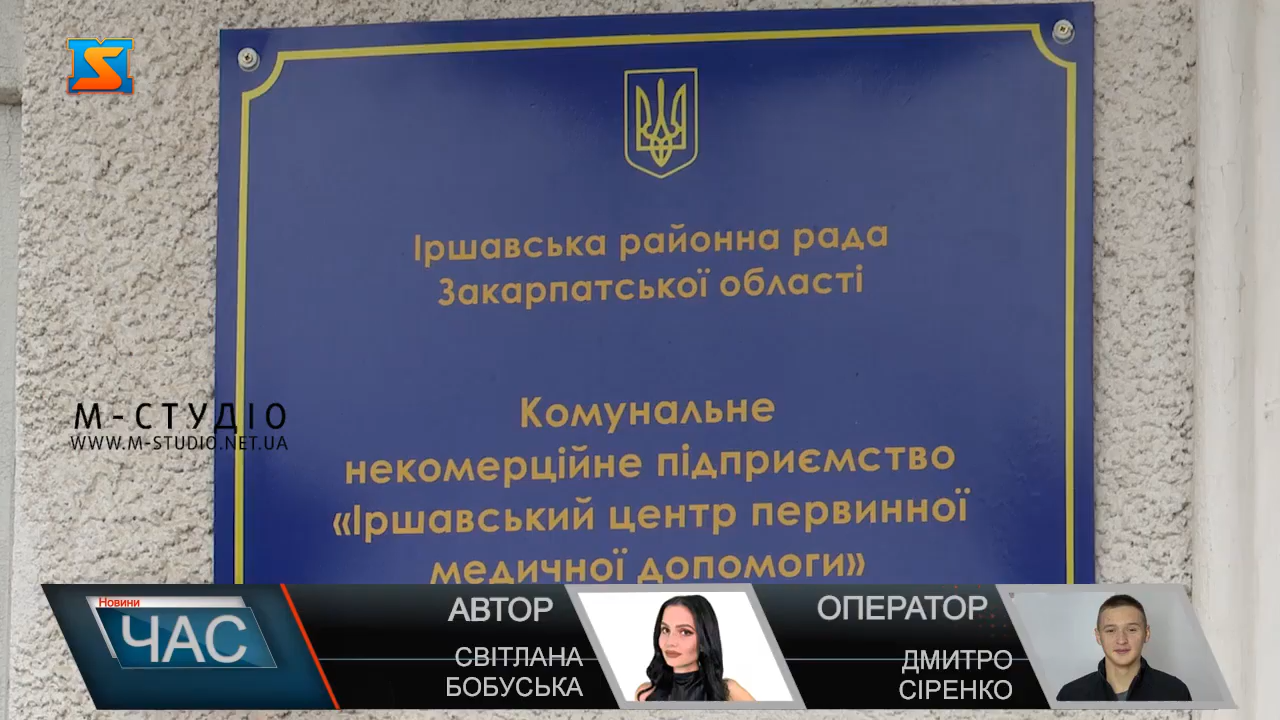 Іршавська районна рада
Закарпатської області
Комунальне
некомерційне підприємство
«Іршавський центр первинної
медичної допомоги»
М-СТУДІО
WWW.M-STUDIO.NET.UA
Новини
ЧАС
АВТОР
СВІТЛАНА
БОБУСЬКА
ОПЕРАТОР
ДМИТРО
СІРЕНКО